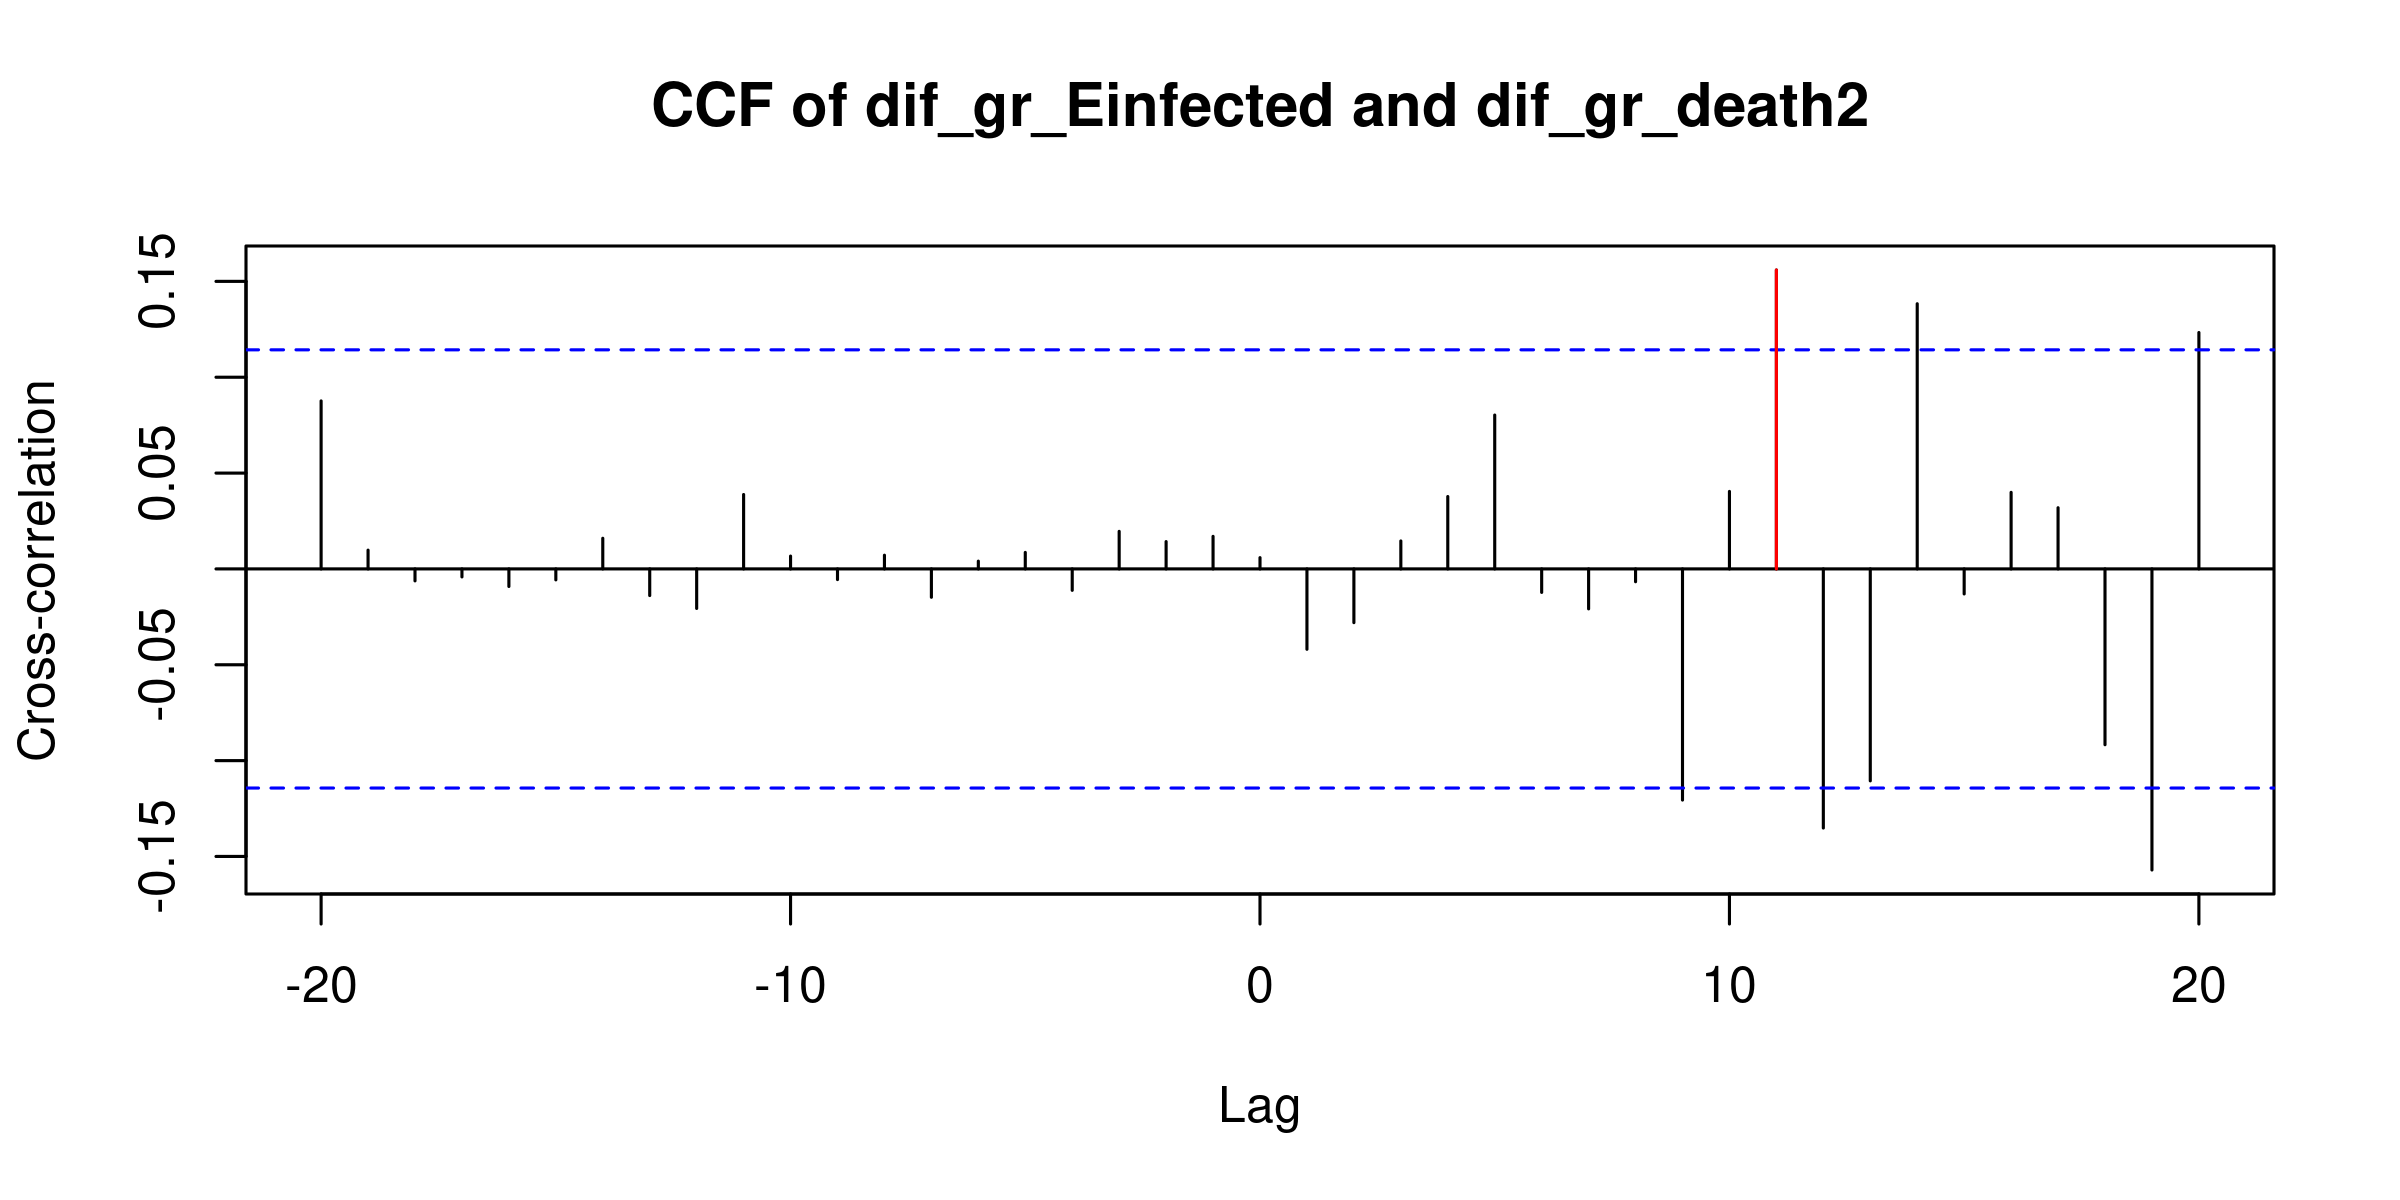 CCF of dif_gr_Einfected and dif_gr_death2
Cross-correlation
0.15
0.05
-0.05
-0.15
-20 -10 0 10 20
Lag